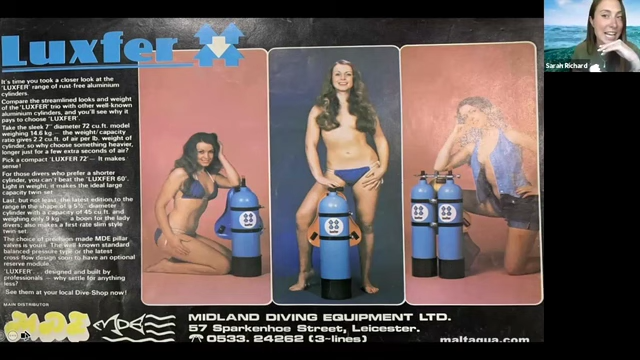 Luxfer
Sarah Richard
It's time you took a closer look at the
'LUXFER' range of rust-free aluminium
cylinders.
Compare the streamlined looks and weight
of the 'LUXFER' trio with other well-known
aluminium cylinders, and you'll see why it
pays to choose 'LUXFER'.
Take the sleek 7" diameter 72 cu.ft. model
weighing 14.6 kg — the weight/capacity
ratio gives 2.2 cu.ft. of air per lb. weight of
cylinder, so why choose something heavier,
longer just for a few extra seconds of air?
Pick a compact 'LUXFER 72' — It makes
sense!
For those divers who prefer a shorter
cylinder, you can't beat the 'LUXFER 60'.
Light in weight, it makes the ideal large
capacity twin set.
Last, but not least, the latest edition to
the range in the shape of a diameter
cylinder with a capacity of 45 cu.ft. and
weighing only 9 kg — a boon for the lady
divers; also makes a first rate slim style
twin set.
The choice of precision made MDE pillar
valves is yours. The well known standard
balanced pressure type or the latest
cross flow design soon to have an optional
reserve module.
'LUXFER'... designed and built by
professionals — why settle for anything
less?
See them at your local Dive Shop now!
MAIN DISTRIBUTOR
MDE
MIDLAND DIVING EQUIPMENT LTD.
57 Sparkenhoe Street, Leicester.
0533. 24262 (3-lines)
maltaqua.com